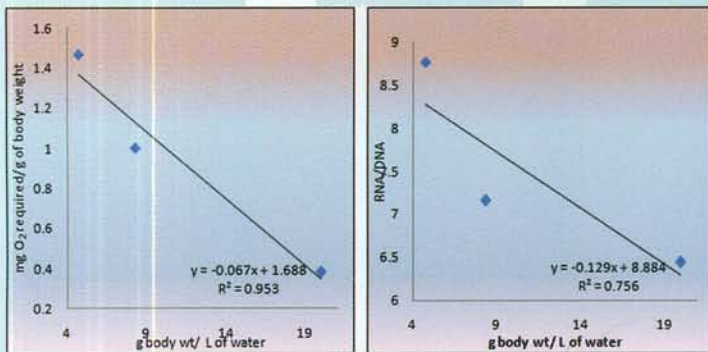 1.6
1.4
1.2
1
0.8
0.6
0.4
0.2
mg O₂ required/g of body weight
y = -0.067x + 1.688
R² = 0.953
4 9 14 19
g body wt/ L of water
9
8.5
8
7.5
7
6.5
6
RNA/DNA
y = -0.129x + 8.884
R² = 0.756
4 9 14 19
g body wt/ L of water